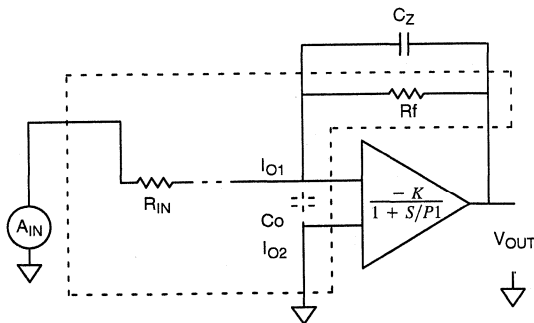 C_Z
Rf
I_O1
R_IN
Co
I_O2
A_IN
−K
1 + S/P1
V_OUT